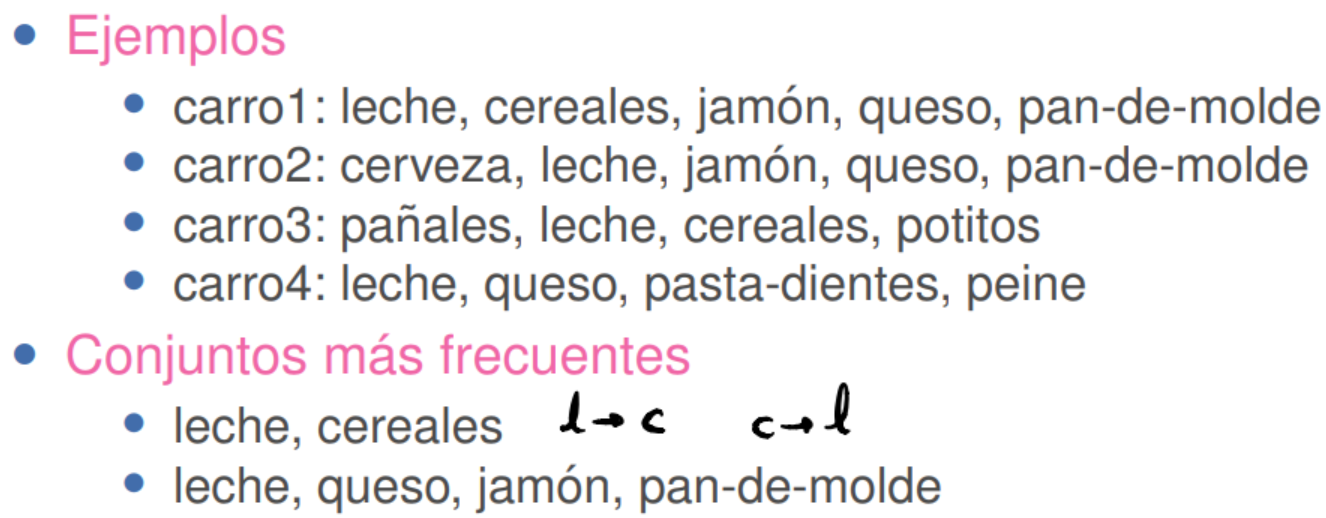 • Ejemplos
• carro1: leche, cereales, jamón, queso, pan-de-molde
• carro2: cerveza, leche, jamón, queso, pan-de-molde
• carro3: pañales, leche, cereales, potitos
• carro4: leche, queso, pasta-dientes, peine
• Conjuntos más frecuentes
• leche, cereales l→c c→l
• leche, queso, jamón, pan-de-molde